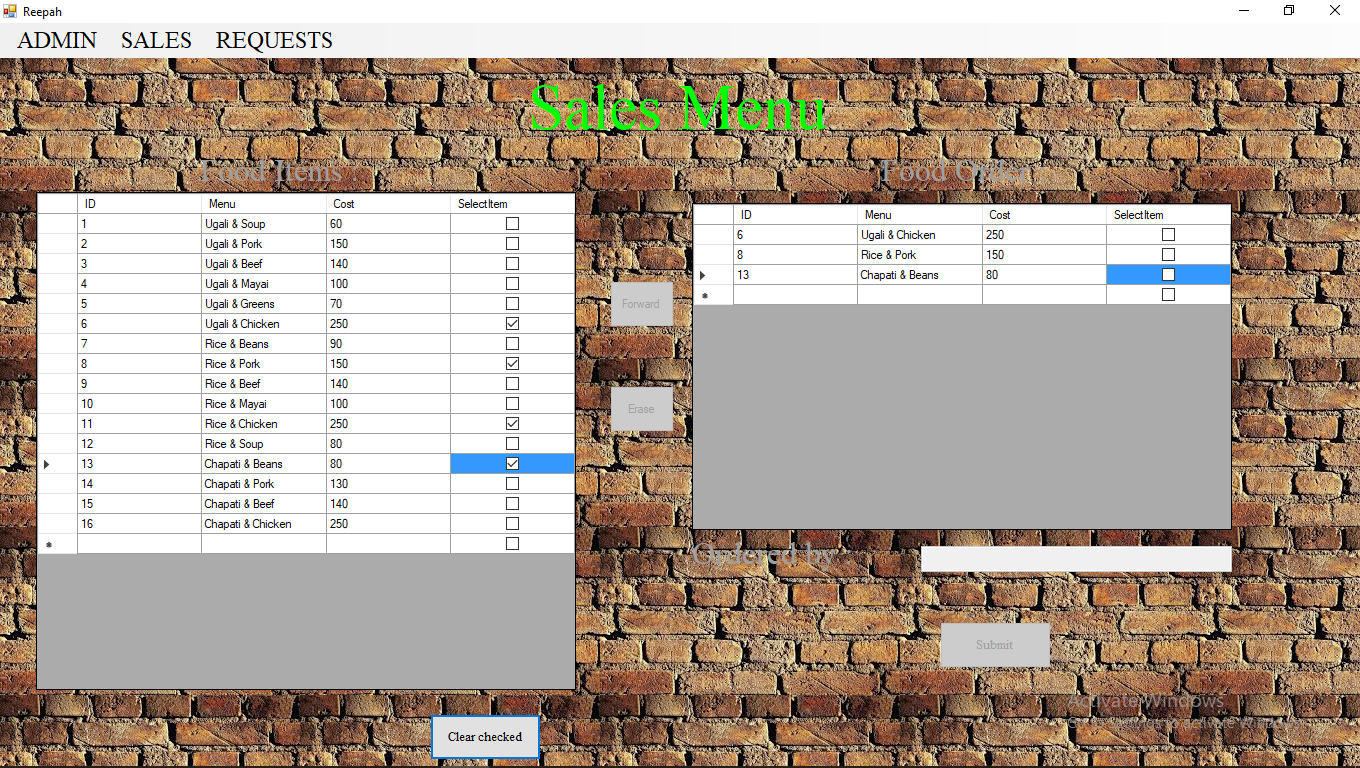 Reepah
ADMIN SALES REQUESTS
Sales Menu
Food Items
ID Menu Cost SelectItem
1 Ugali & Soup 60
2 Ugali & Pork 150
3 Ugali & Beef 140
4 Ugali & Mayai 100
5 Ugali & Greens 70
6 Ugali & Chicken 250
7 Rice & Beans 90
8 Rice & Pork 150
9 Rice & Beef 140
10 Rice & Mayai 100
11 Rice & Chicken 250
12 Rice & Soup 80
13 Chapati & Beans 80
14 Chapati & Pork 130
15 Chapati & Beef 140
16 Chapati & Chicken 250
Forward
Erase
Food
ID Menu Cost SelectItem
6 Ugali & Chicken 250
8 Rice & Pork 150
13 Chapati & Beans 80
Ordered by
Submit
Clear checked
Activate Windows